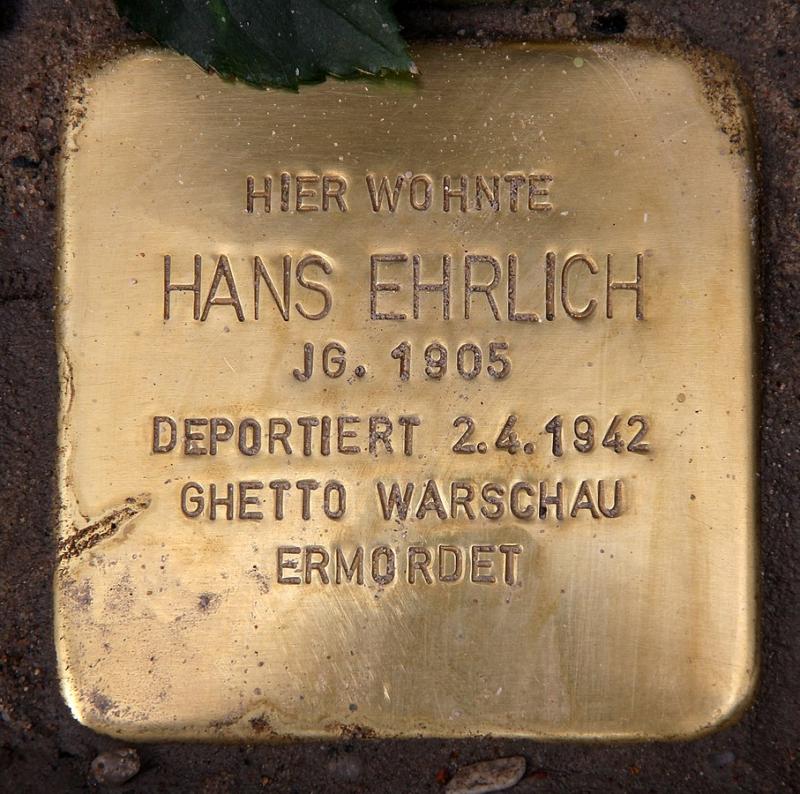 HIER WOHNTE
HANS EHRLICH
JG. 1905
DEPORTIERT 2.4.1942
GHETTO WARSCHAU
ERMORDET